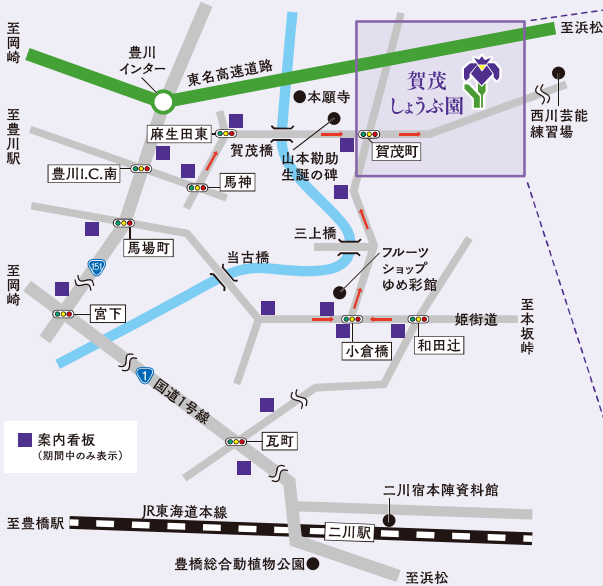 至岡崎
豊川
インター
東名高速道路
至浜松
賀茂
しょうぶ園
本願寺
西川芸能
練習場
至豊川駅
麻生田東
賀茂橋
山本勘助
生誕の碑
賀茂町
豊川I.C.南
馬神
馬場町
当古橋
三上橋
フルーツ
ショップ
ゆめ彩館
151
至岡崎
宮下
姫街道
至本坂峠
小倉橋
和田辻
1
国道1号線
瓦町
案内看板
(期間中のみ表示)
二川宿本陣資料館
JR東海道本線
至豊橋駅
二川駅
豊橋総合動植物公園
至浜松